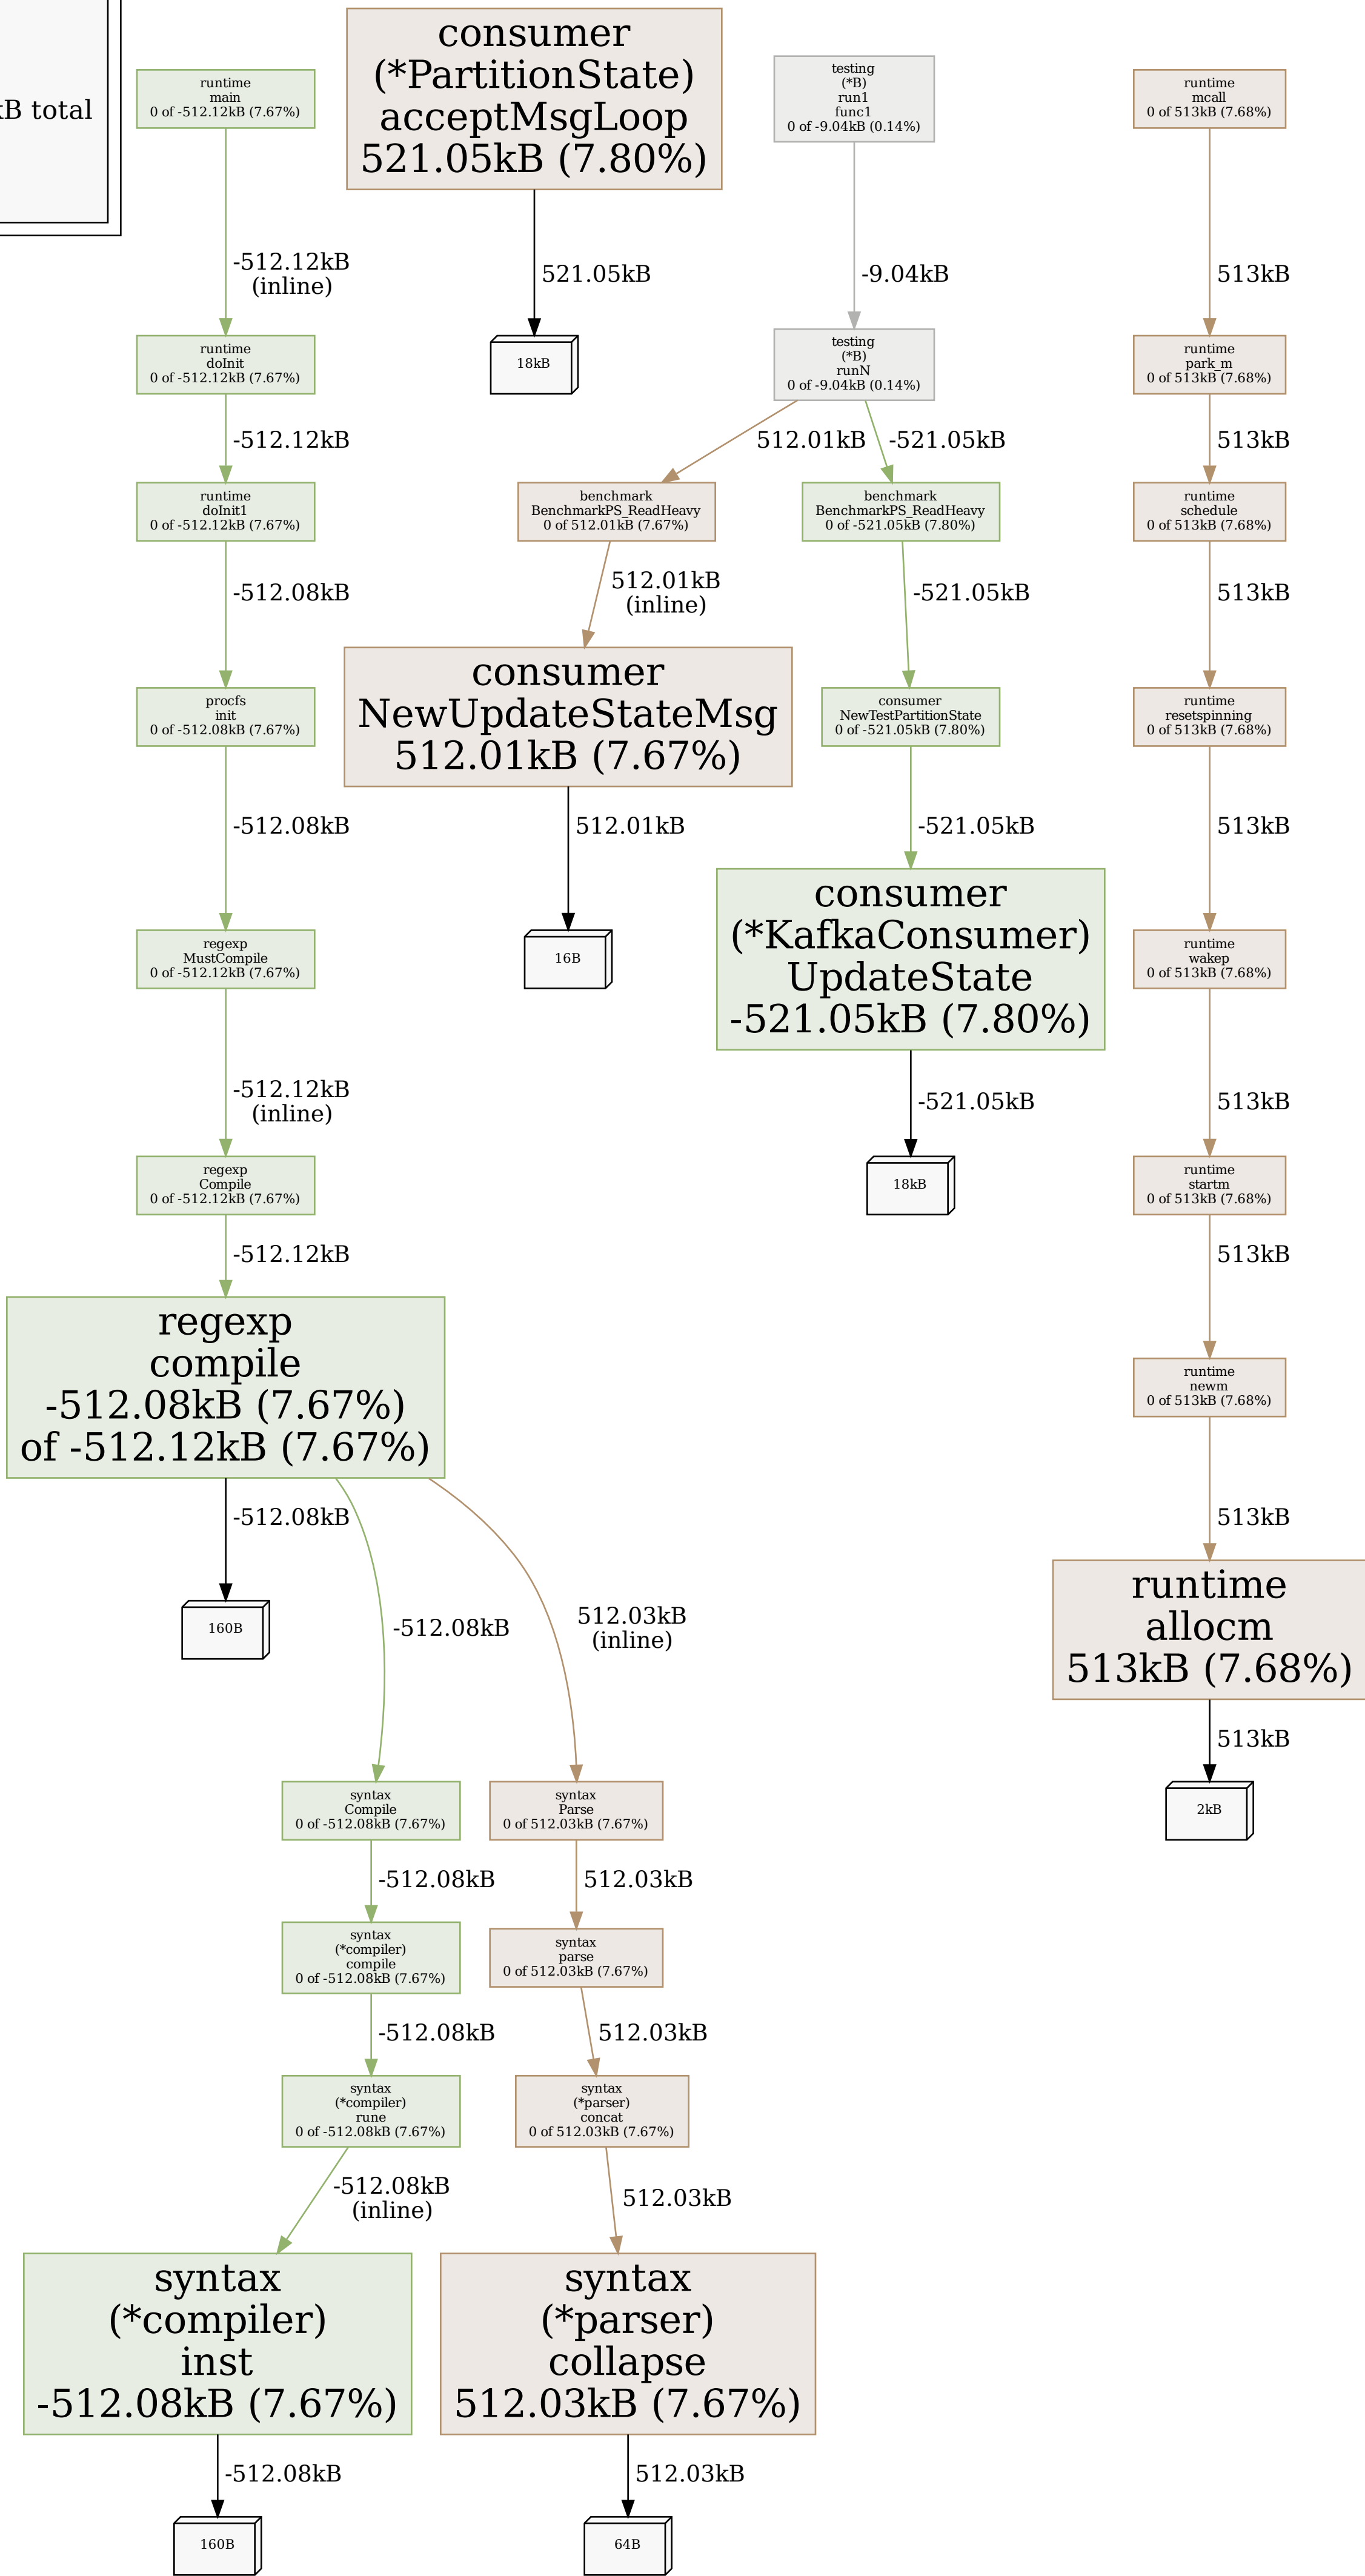 kB total
runtime
main
0 of -512.12kB (7.67%)
consumer
(*PartitionState)
acceptMsgLoop
521.05kB (7.80%)
testing
(*B)
run1
func1
0 of -9.04kB (0.14%)
runtime
mcall
0 of 513kB (7.68%)
-512.12kB
(inline)
521.05kB
-9.04kB
513kB
runtime
doInit
0 of -512.12kB (7.67%)
18kB
testing
(*B)
runN
0 of -9.04kB (0.14%)
runtime
park_m
0 of 513kB (7.68%)
-512.12kB
512.01kB
-521.05kB
513kB
runtime
doInit1
0 of -512.12kB (7.67%)
benchmark
BenchmarkPS_ReadHeavy
0 of 512.01kB (7.67%)
benchmark
BenchmarkPS_ReadHeavy
0 of -521.05kB (7.80%)
runtime
schedule
0 of 513kB (7.68%)
-512.08kB
512.01kB
(inline)
-521.05kB
513kB
procfs
init
0 of -512.08kB (7.67%)
consumer
NewUpdateStateMsg
512.01kB (7.67%)
consumer
NewTestPartitionState
0 of -521.05kB (7.80%)
runtime
resetspinning
0 of 513kB (7.68%)
-512.08kB
512.01kB
-521.05kB
513kB
regexp
MustCompile
0 of -512.12kB (7.67%)
16B
consumer
(*KafkaConsumer)
UpdateState
-521.05kB (7.80%)
runtime
wakep
0 of 513kB (7.68%)
-512.12kB
(inline)
-521.05kB
513kB
regexp
Compile
0 of -512.12kB (7.67%)
18kB
runtime
startm
0 of 513kB (7.68%)
-512.12kB
513kB
regexp
compile
-512.08kB (7.67%)
of -512.12kB (7.67%)
runtime
newm
0 of 513kB (7.68%)
-512.08kB
513kB
160B
-512.08kB
512.03kB
(inline)
runtime
allocm
513kB (7.68%)
513kB
syntax
Compile
0 of -512.08kB (7.67%)
syntax
Parse
0 of 512.03kB (7.67%)
2kB
-512.08kB
512.03kB
syntax
(*compiler)
compile
0 of -512.08kB (7.67%)
syntax
parse
0 of 512.03kB (7.67%)
-512.08kB
512.03kB
syntax
(*compiler)
rune
0 of -512.08kB (7.67%)
syntax
(*parser)
concat
0 of 512.03kB (7.67%)
-512.08kB
(inline)
512.03kB
syntax
(*compiler)
inst
-512.08kB (7.67%)
syntax
(*parser)
collapse
512.03kB (7.67%)
-512.08kB
512.03kB
160B
64B